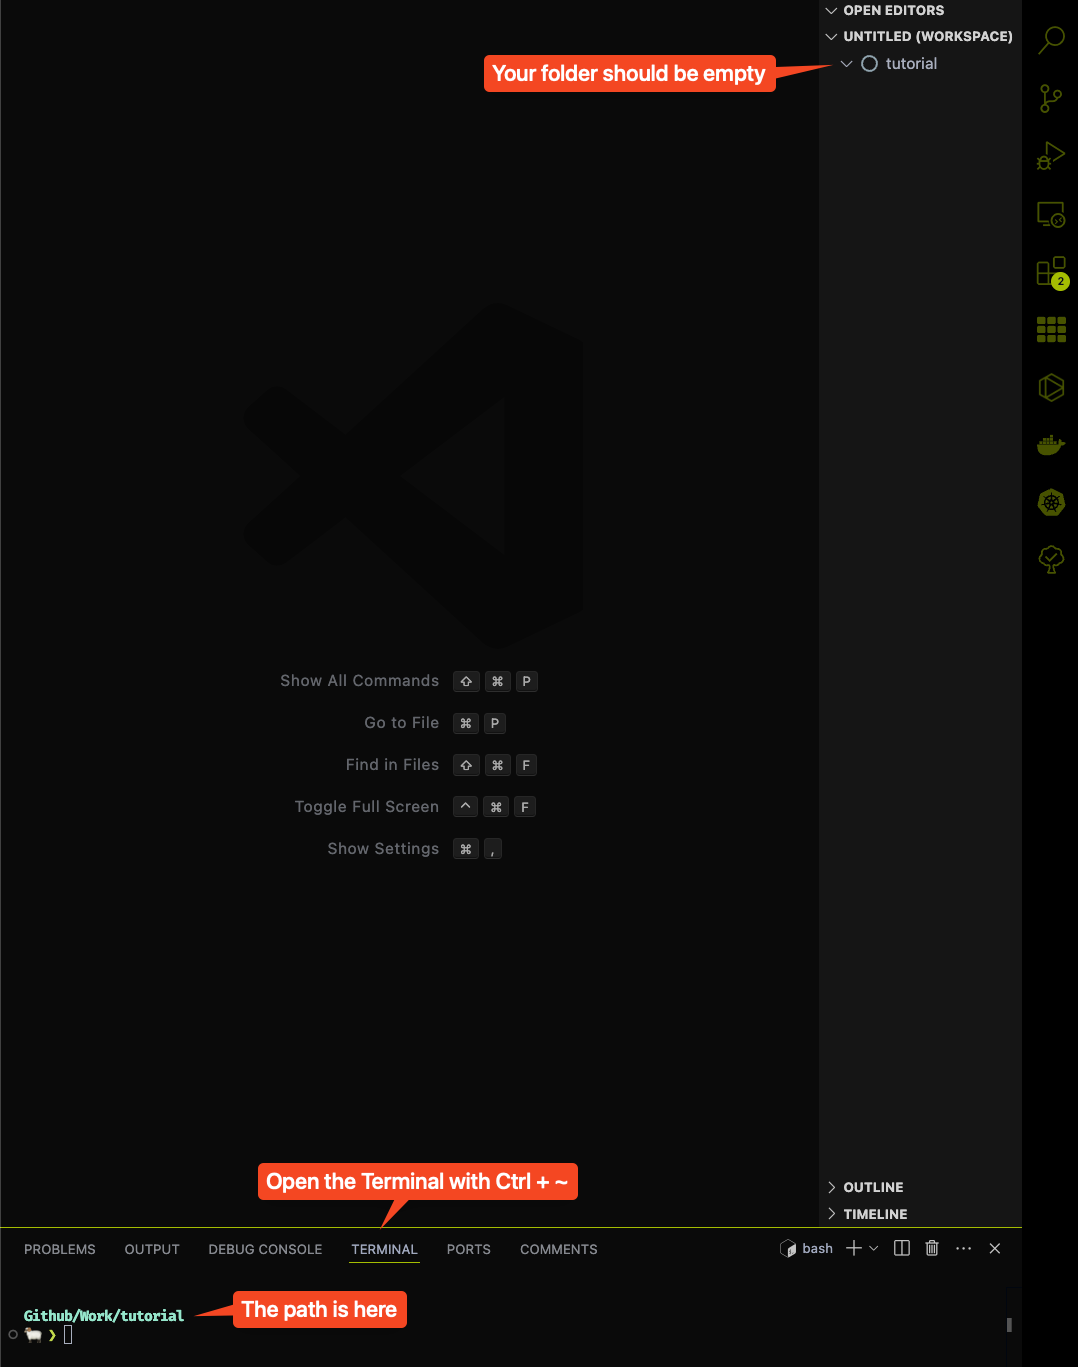 OPEN EDITORS
UNTITLED (WORKSPACE)
Your folder should be empty
tutorial
2
Show All Commands ⇧ ⌘ P
Go to File ⌘ P
Find in Files ⇧ ⌘ F
Toggle Full Screen ^ ⌘ F
Show Settings ⌘ ,
Open the Terminal with Ctrl + ~
OUTLINE
TIMELINE
PROBLEMS OUTPUT DEBUG CONSOLE TERMINAL PORTS COMMENTS bash
Github/Work/tutorial
The path is here